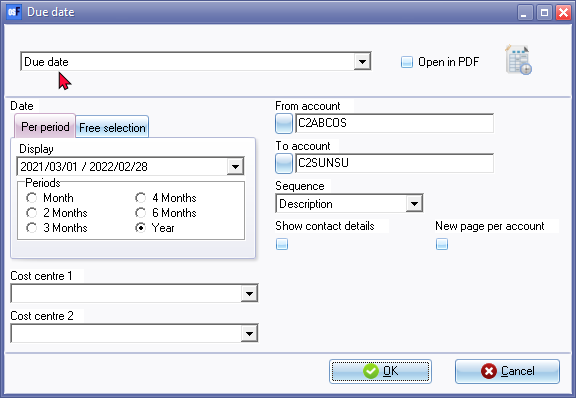 Due date
Due date
Open in PDF
Date
Per period
Free selection
Display
2021/03/01 / 2022/02/28
Periods
Month
4 Months
2 Months
6 Months
3 Months
Year
Cost centre 1
Cost centre 2
From account
C2ABCOS
To account
C2SUNSU
Sequence
Description
Show contact details
New page per account
OK
Cancel